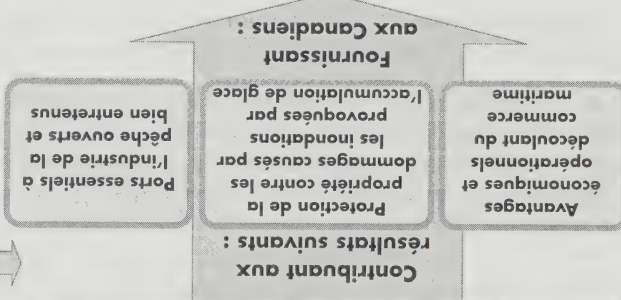 Contribuant aux
résultats suivants :
Avantages
économiques et
opérationnels
découlant du
commerce
maritime
Protection de la
propriété contre les
dommages causés par
les inondations
provoquées par
l'accumulation de glace
Ports essentiels a
l'industrie de la
pêche ouverts et
bien entretenus
Fournissant
aux Canadiens :